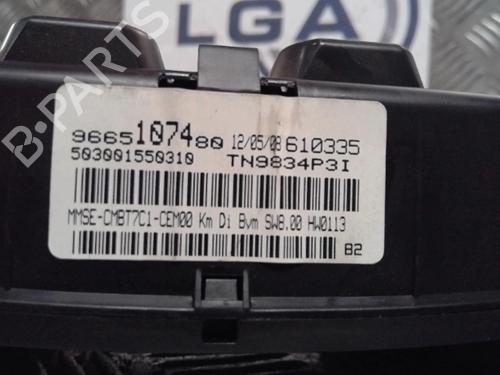 LGA
9665107480 12/05/08 610335
503001550310 TN9834P3I
MMSE-CMBT7C1-CEM00 Km Di Bvm SW8.00 HW0113
B2
B-PARTS